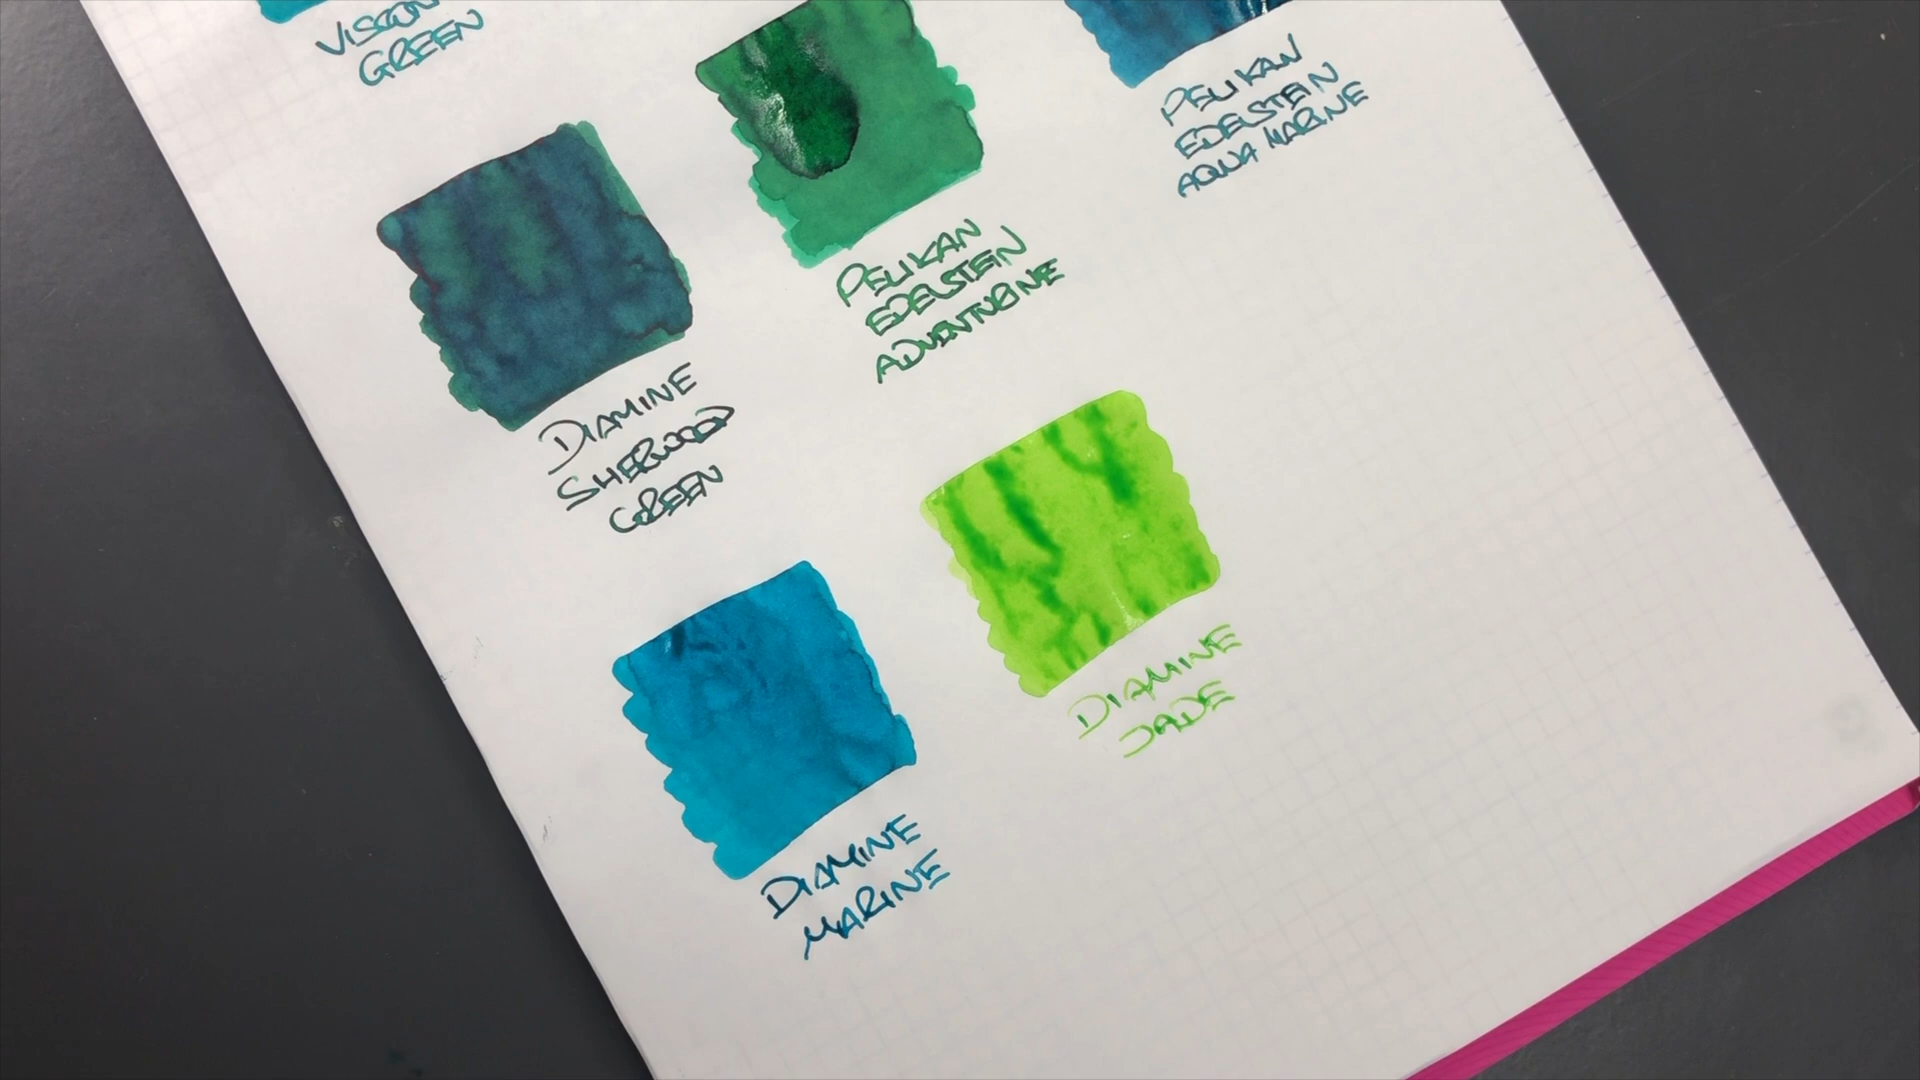 GREEN
PELIKAN
EDELSTEIN
AQUA MARINE
PELIKAN
EDELSTEIN
ADVENTURINE
DIAMINE
SHERWOOD
GREEN
DIAMINE
JADE
DIAMINE
MARINE